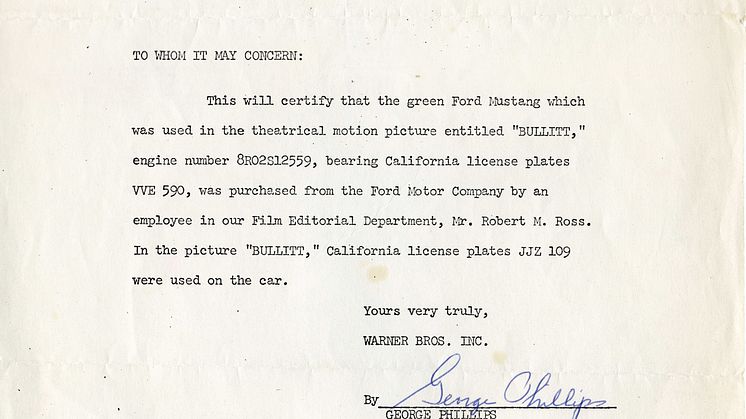 TO WHOM IT MAY CONCERN:
This will certify that the green Ford Mustang which
was used in the theatrical motion picture entitled "BULLITT,"
engine number 8R02S12559, bearing California license plates
VVE 590, was purchased from the Ford Motor Company by an
employee in our Film Editorial Department, Mr. Robert M. Ross.
In the picture "BULLITT," California license plates JJZ 109
were used on the car.
Yours very truly,
WARNER BROS. INC.
By George Phillips
GEORGE PHILLIPS